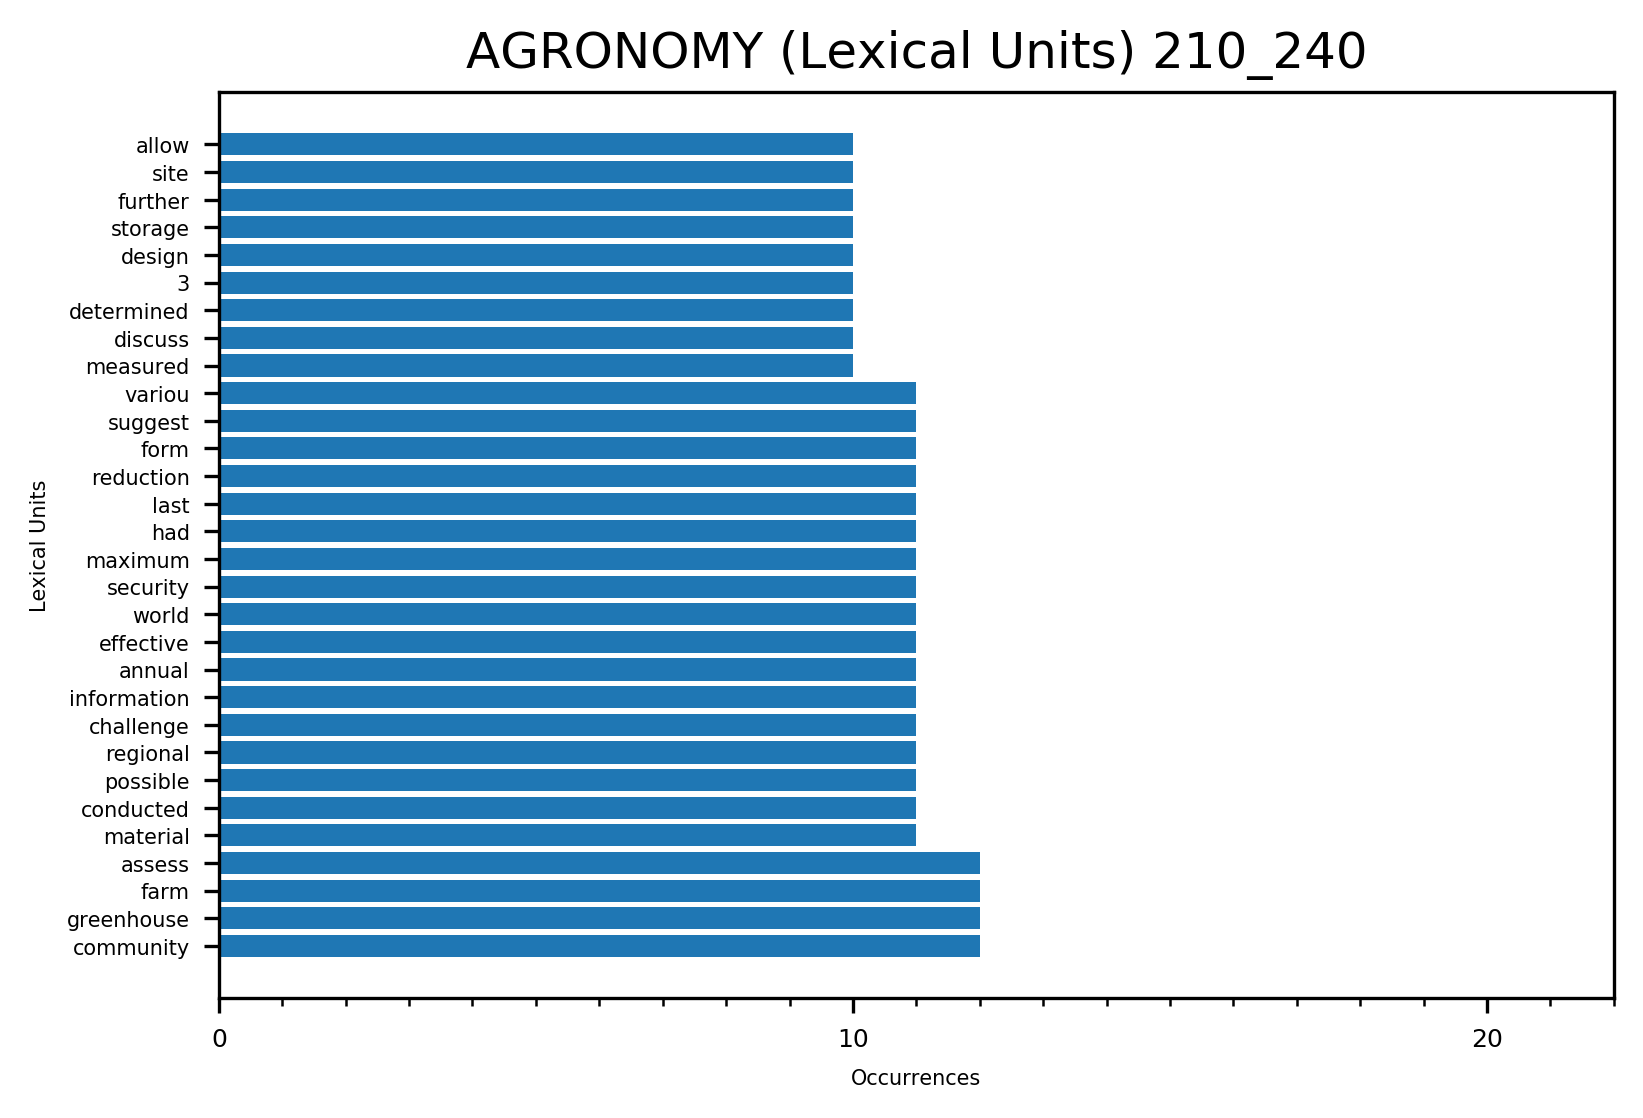 AGRONOMY (Lexical Units) 210_240
allow
site
further
storage
design
3
determined
discuss
measured
variou
suggest
form
reduction
last
had
maximum
security
world
effective
annual
information
challenge
regional
possible
conducted
material
assess
farm
greenhouse
community
Lexical Units
0 10 20
Occurrences